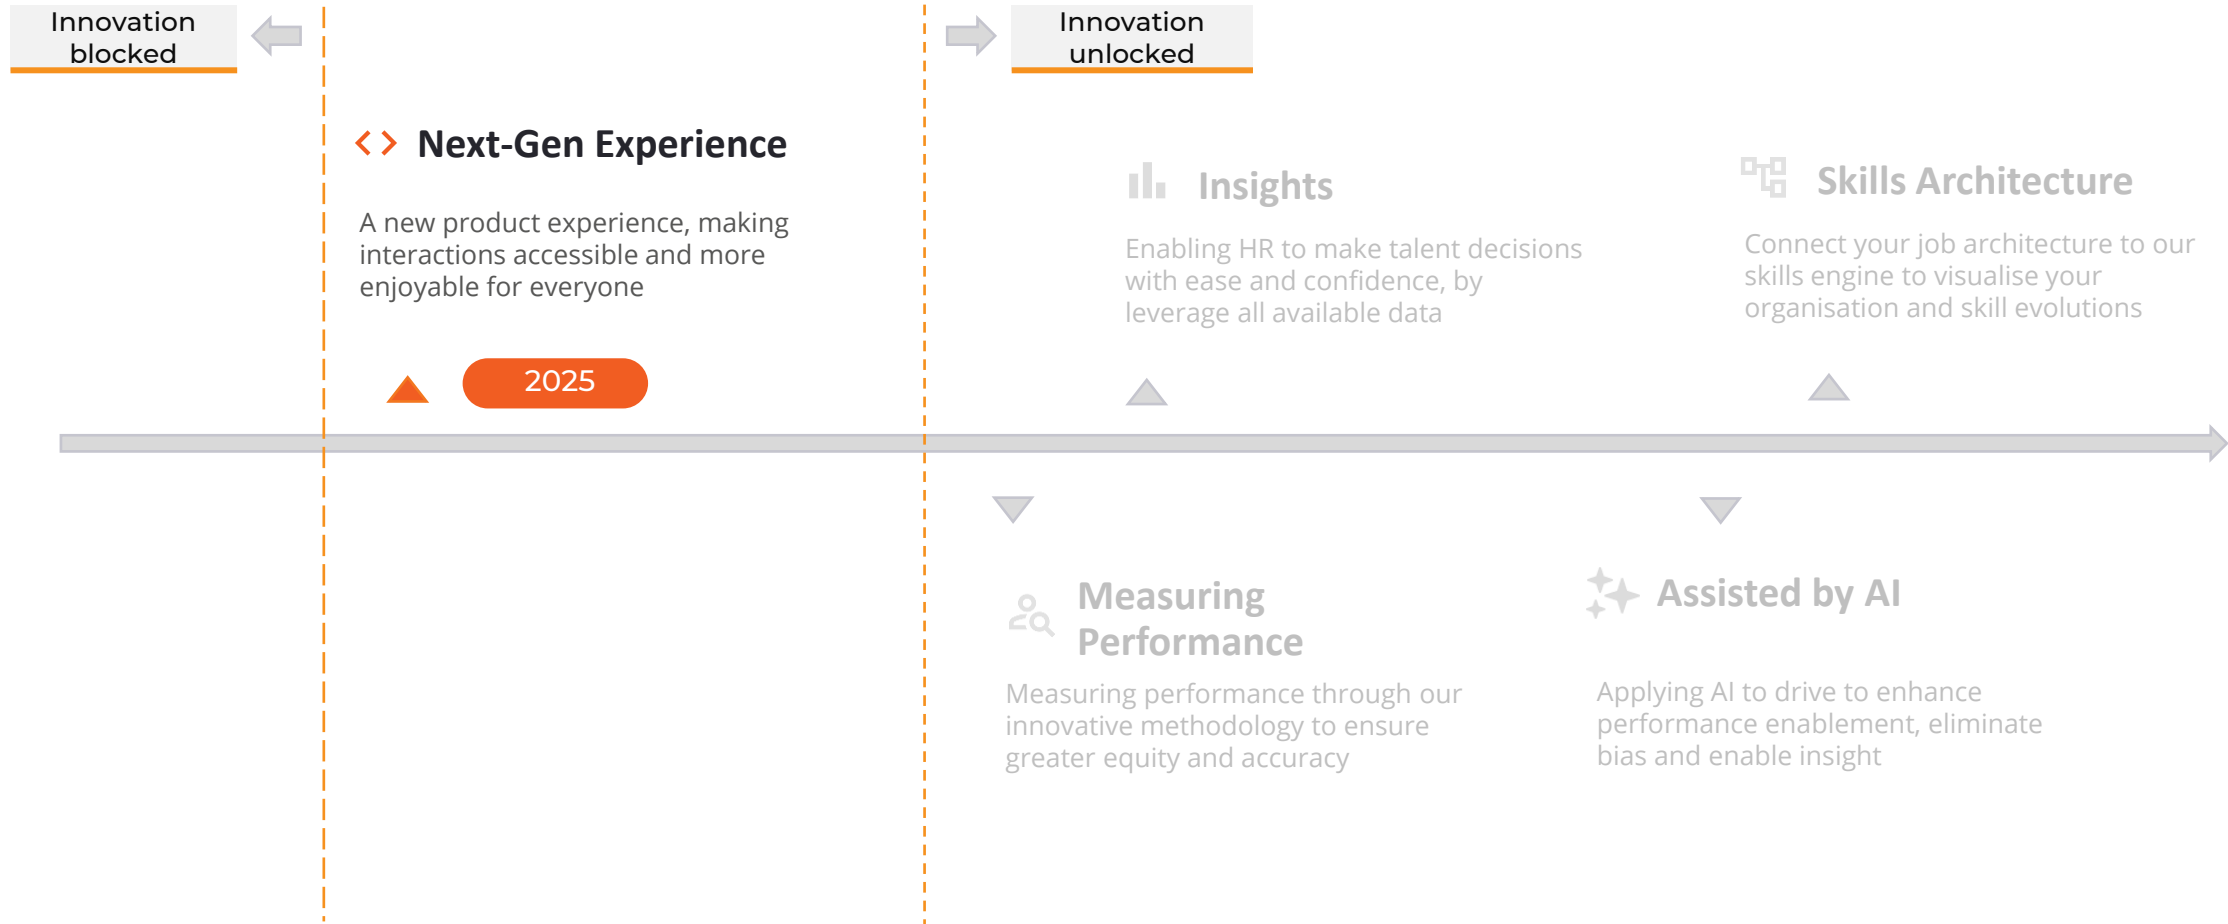 Innovation
blocked
Innovation
unlocked
Next-Gen Experience
A new product experience, making
interactions accessible and more
enjoyable for everyone
2025
Insights
Enabling HR to make talent decisions
with ease and confidence, by
leverage all available data
Skills Architecture
Connect your job architecture to our
skills engine to visualise your
organisation and skill evolutions
Measuring
Performance
Measuring performance through our
innovative methodology to ensure
greater equity and accuracy
Assisted by AI
Applying AI to drive to enhance
performance enablement, eliminate
bias and enable insight